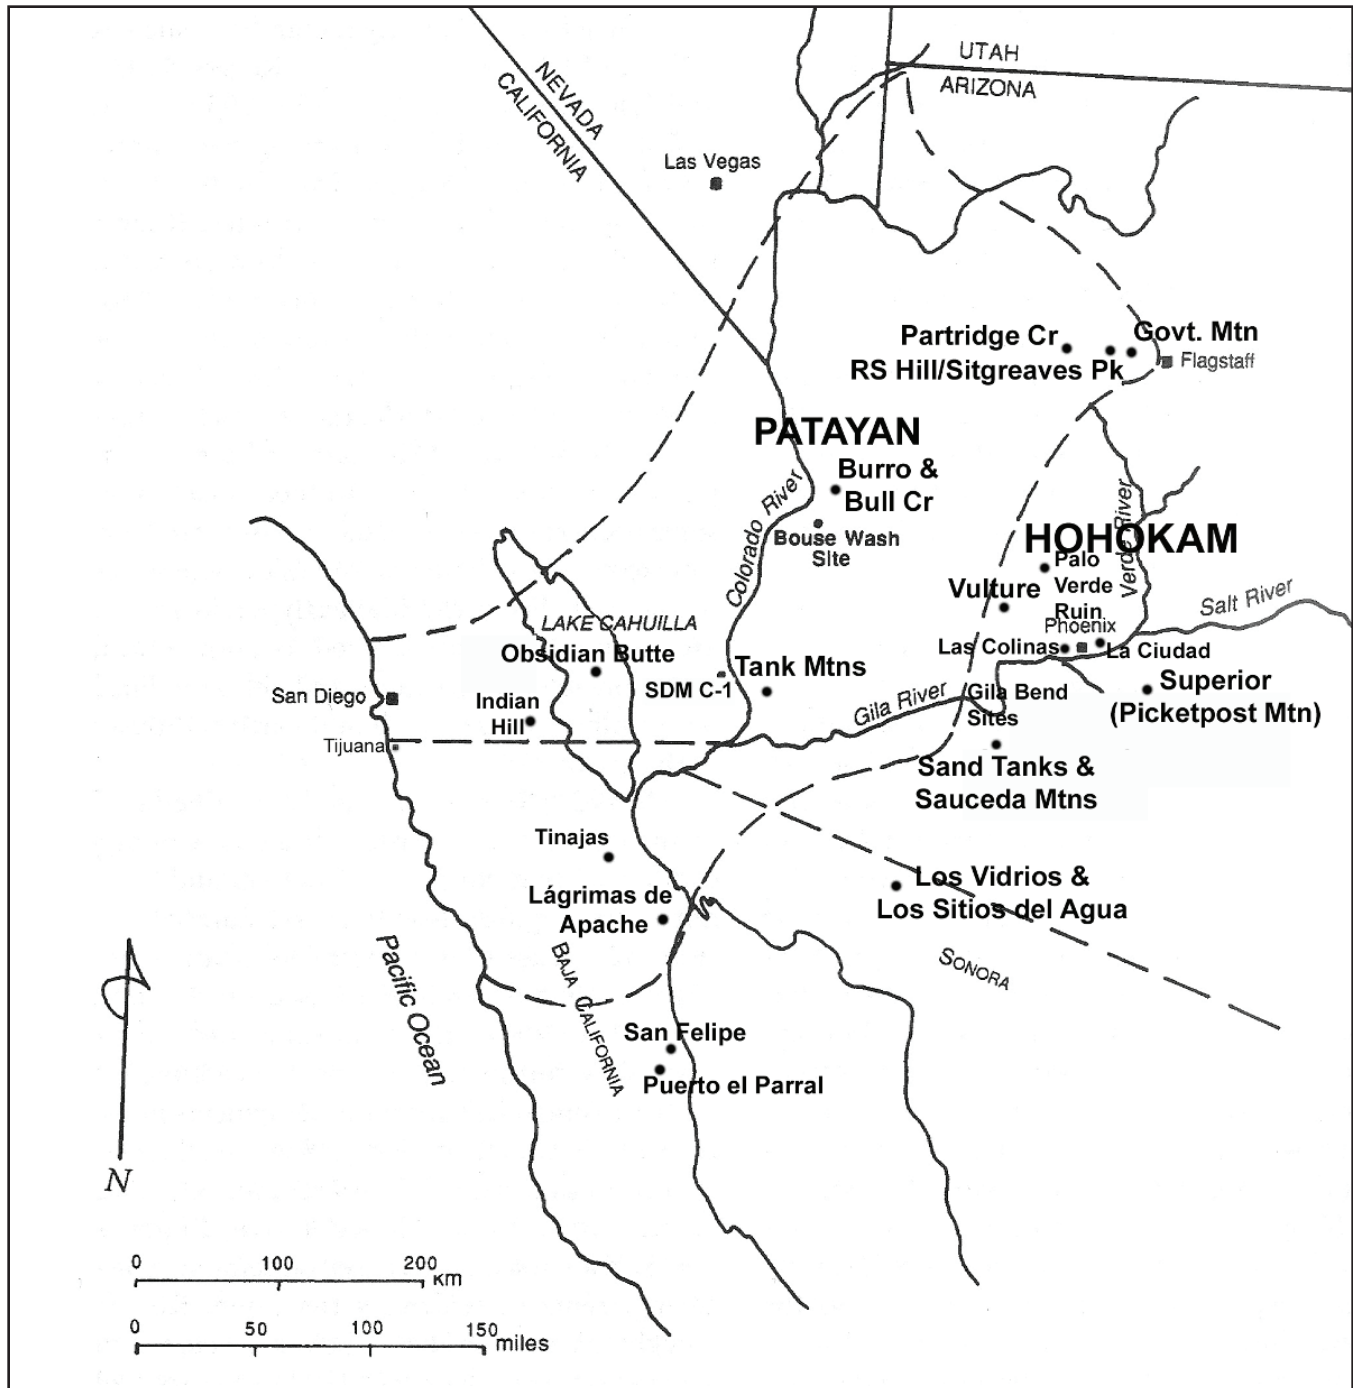 UTAH
ARIZONA
NEVADA
CALIFORNIA
Las Vegas
Partridge Cr
Govt. Mtn
RS Hill/Sitgreaves Pk
Flagstaff
PATAYAN
Burro &
Bull Cr
Colorado River
Bouse Wash
Site
Verde River
HOHOKAM
Palo
Verde
Ruin
Vulture
Phoenix
Salt River
LAKE CAHUILLA
Las Colinas
La Ciudad
Obsidian Butte
Tank Mtns
SDM C-1
Superior
(Picketpost Mtn)
San Diego
Indian
Hill
Gila River
Gila Bend
Sites
Tijuana
Sand Tanks &
Sauceda Mtns
Tinajas
Los Vidrios &
Los Sitios del Agua
Lágrimas de
Apache
SONORA
BAJA CALIFORNIA
Pacific Ocean
San Felipe
Puerto el Parral
N
0 100 200
km
0 50 100 150
miles